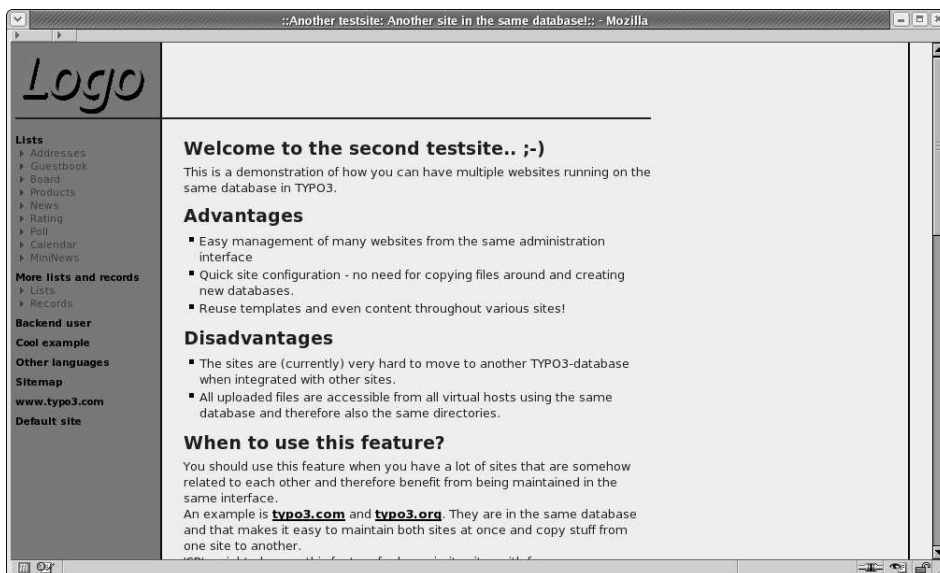 ::Another testsite: Another site in the same database!:: - Mozilla
Logo
Lists
Addresses
Guestbook
Board
Products
News
Rating
Poll
Calendar
MiniNews
More lists and records
Lists
Records
Backend user
Cool example
Other languages
Sitemap
www.typo3.com
Default site
Welcome to the second testsite.. ;-)
This is a demonstration of how you can have multiple websites running on the
same database in TYPO3.
Advantages
Easy management of many websites from the same administration
interface
Quick site configuration - no need for copying files around and creating
new databases.
Reuse templates and even content throughout various sites!
Disadvantages
The sites are (currently) very hard to move to another TYPO3-database
when integrated with other sites.
All uploaded files are accessible from all virtual hosts using the same
database and therefore also the same directories.
When to use this feature?
You should use this feature when you have a lot of sites that are somehow
related to each other and therefore benefit from being maintained in the
same interface.
An example is typo3.com and typo3.org. They are in the same database
and that makes it easy to maintain both sites at once and copy stuff from
one site to another.